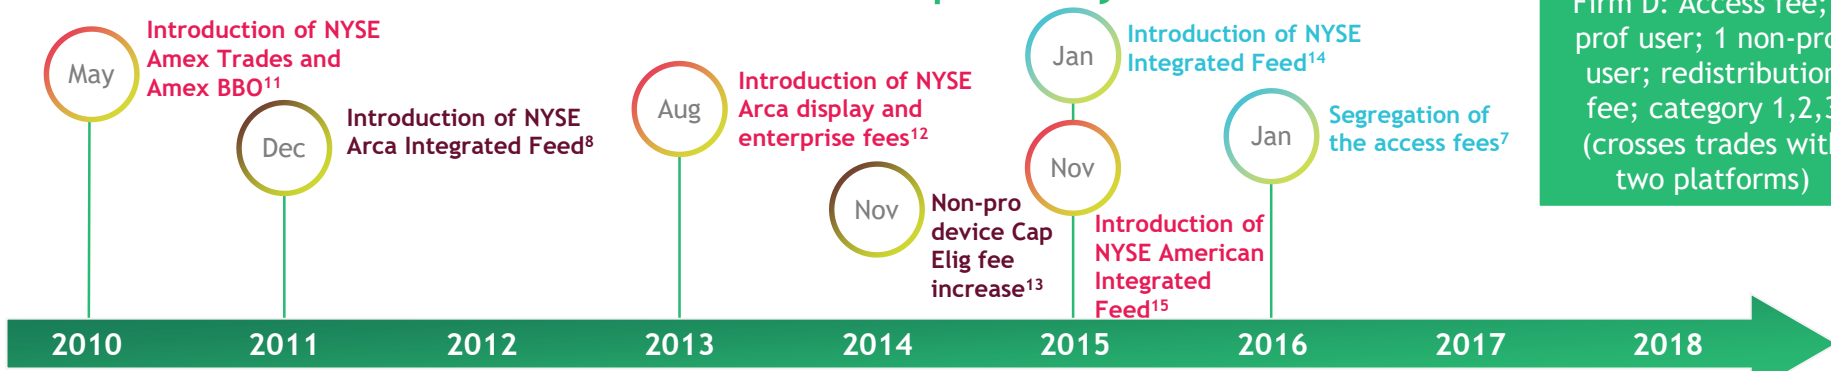 May
Introduction of NYSE
Amex Trades and
Amex BBO¹¹
Dec
Introduction of NYSE
Arca Integrated Feed⁸
Aug
Introduction of NYSE
Arca display and
enterprise fees¹²
Nov
Non-pro
device Cap
Elig fee
increase¹³
Jan
Introduction of NYSE
Integrated Feed¹⁴
Nov
Introduction of
NYSE American
Integrated
Feed¹⁵
Jan
Segregation of
the access fees⁷
Firm D: Access fee;
prof user; 1 non-pro
user; redistribution
fee; category 1,2,3
(crosses trades with
two platforms)
2010 2011 2012 2013 2014 2015 2016 2017 2018